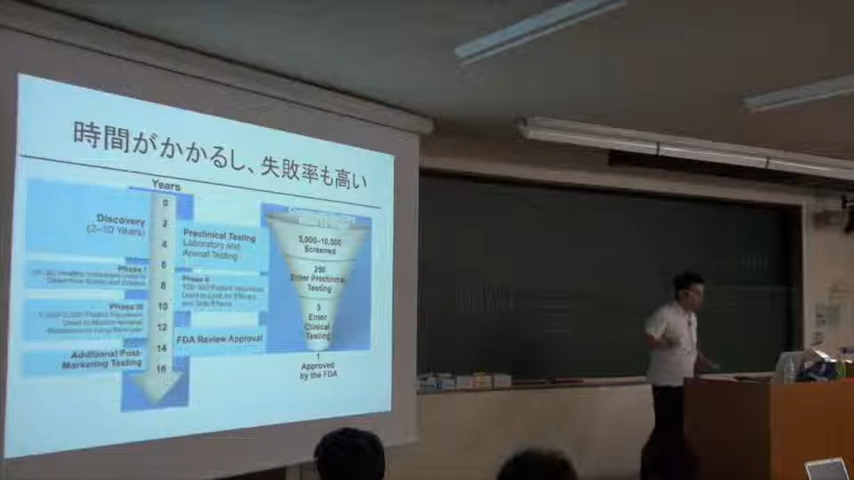 時間がかかるし、失敗率も高い
Years
0
2
4
6
8
10
12
14
16
Discovery
(2–10 Years)
Preclinical Testing
Laboratory and
Animal Testing
Phase I
Phase II
Phase III
FDA Review Approval
Additional Post-
Marketing Testing
5,000–10,000
Screened
250
Enter Preclinical
Testing
5
Enter
Clinical
Testing
1
Approved
by the FDA